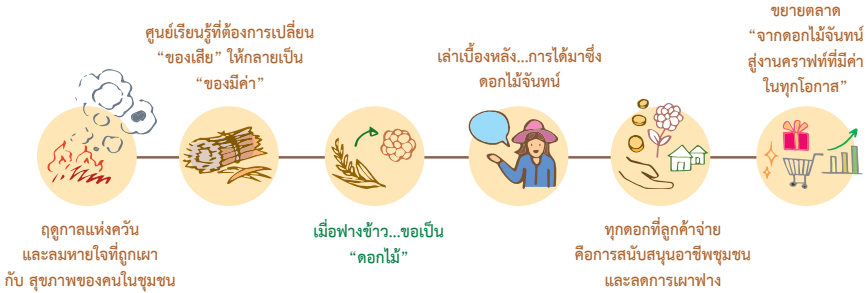 ฤดูกาลแห่งควัน
และลมหายใจที่ถูกเผา
กับ สุขภาพของคนในชุมชน
ศูนย์เรียนรู้ที่ต้องการเปลี่ยน
“ของเสีย” ให้กลายเป็น
“ของมีค่า”
เมื่อฟางข้าว...ขอเป็น
“ดอกไม้”
เล่าเบื้องหลัง...การได้มาซึ่ง
ดอกไม้จันทน์
ทุกดอกที่ลูกค้าจ่าย
คือการสนับสนุนอาชีพชุมชน
และลดการเผาฟาง
ขยายตลาด
“จากดอกไม้จันทน์
สู่งานคราฟท์ที่มีค่า
ในทุกโอกาส”